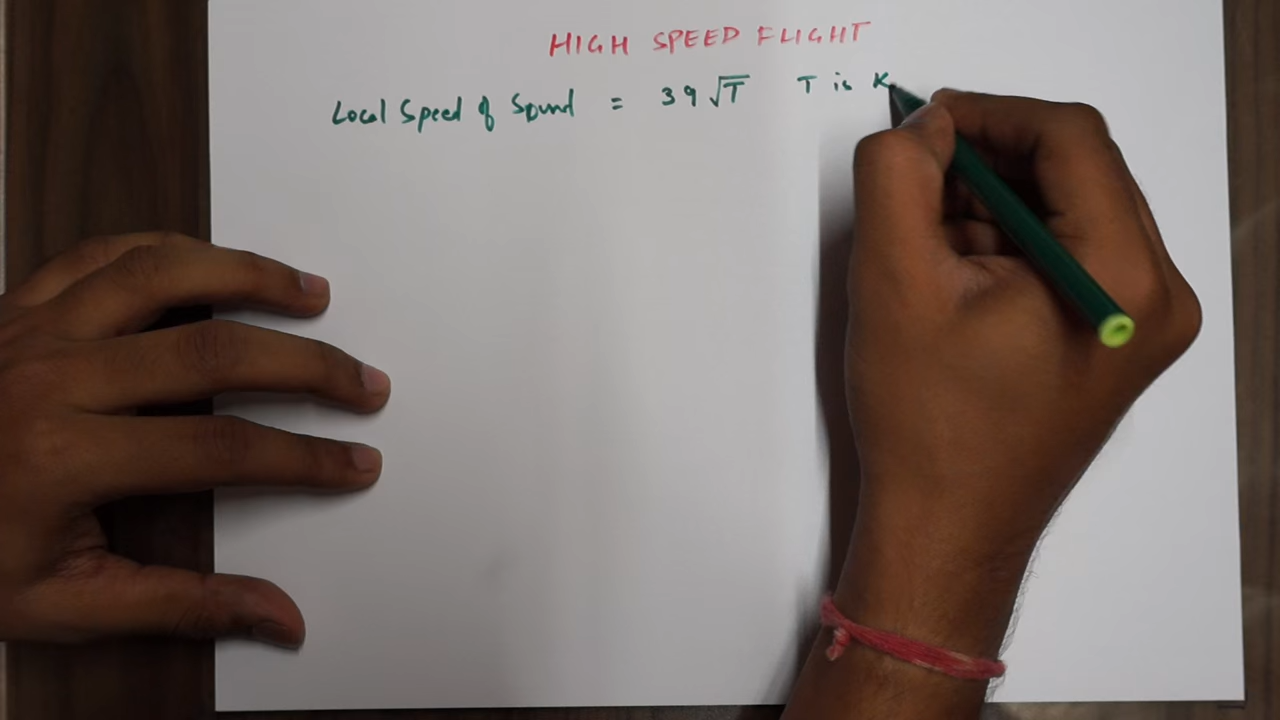 HIGH SPEED FLIGHT
Local Speed of Sound = 39√T T is K